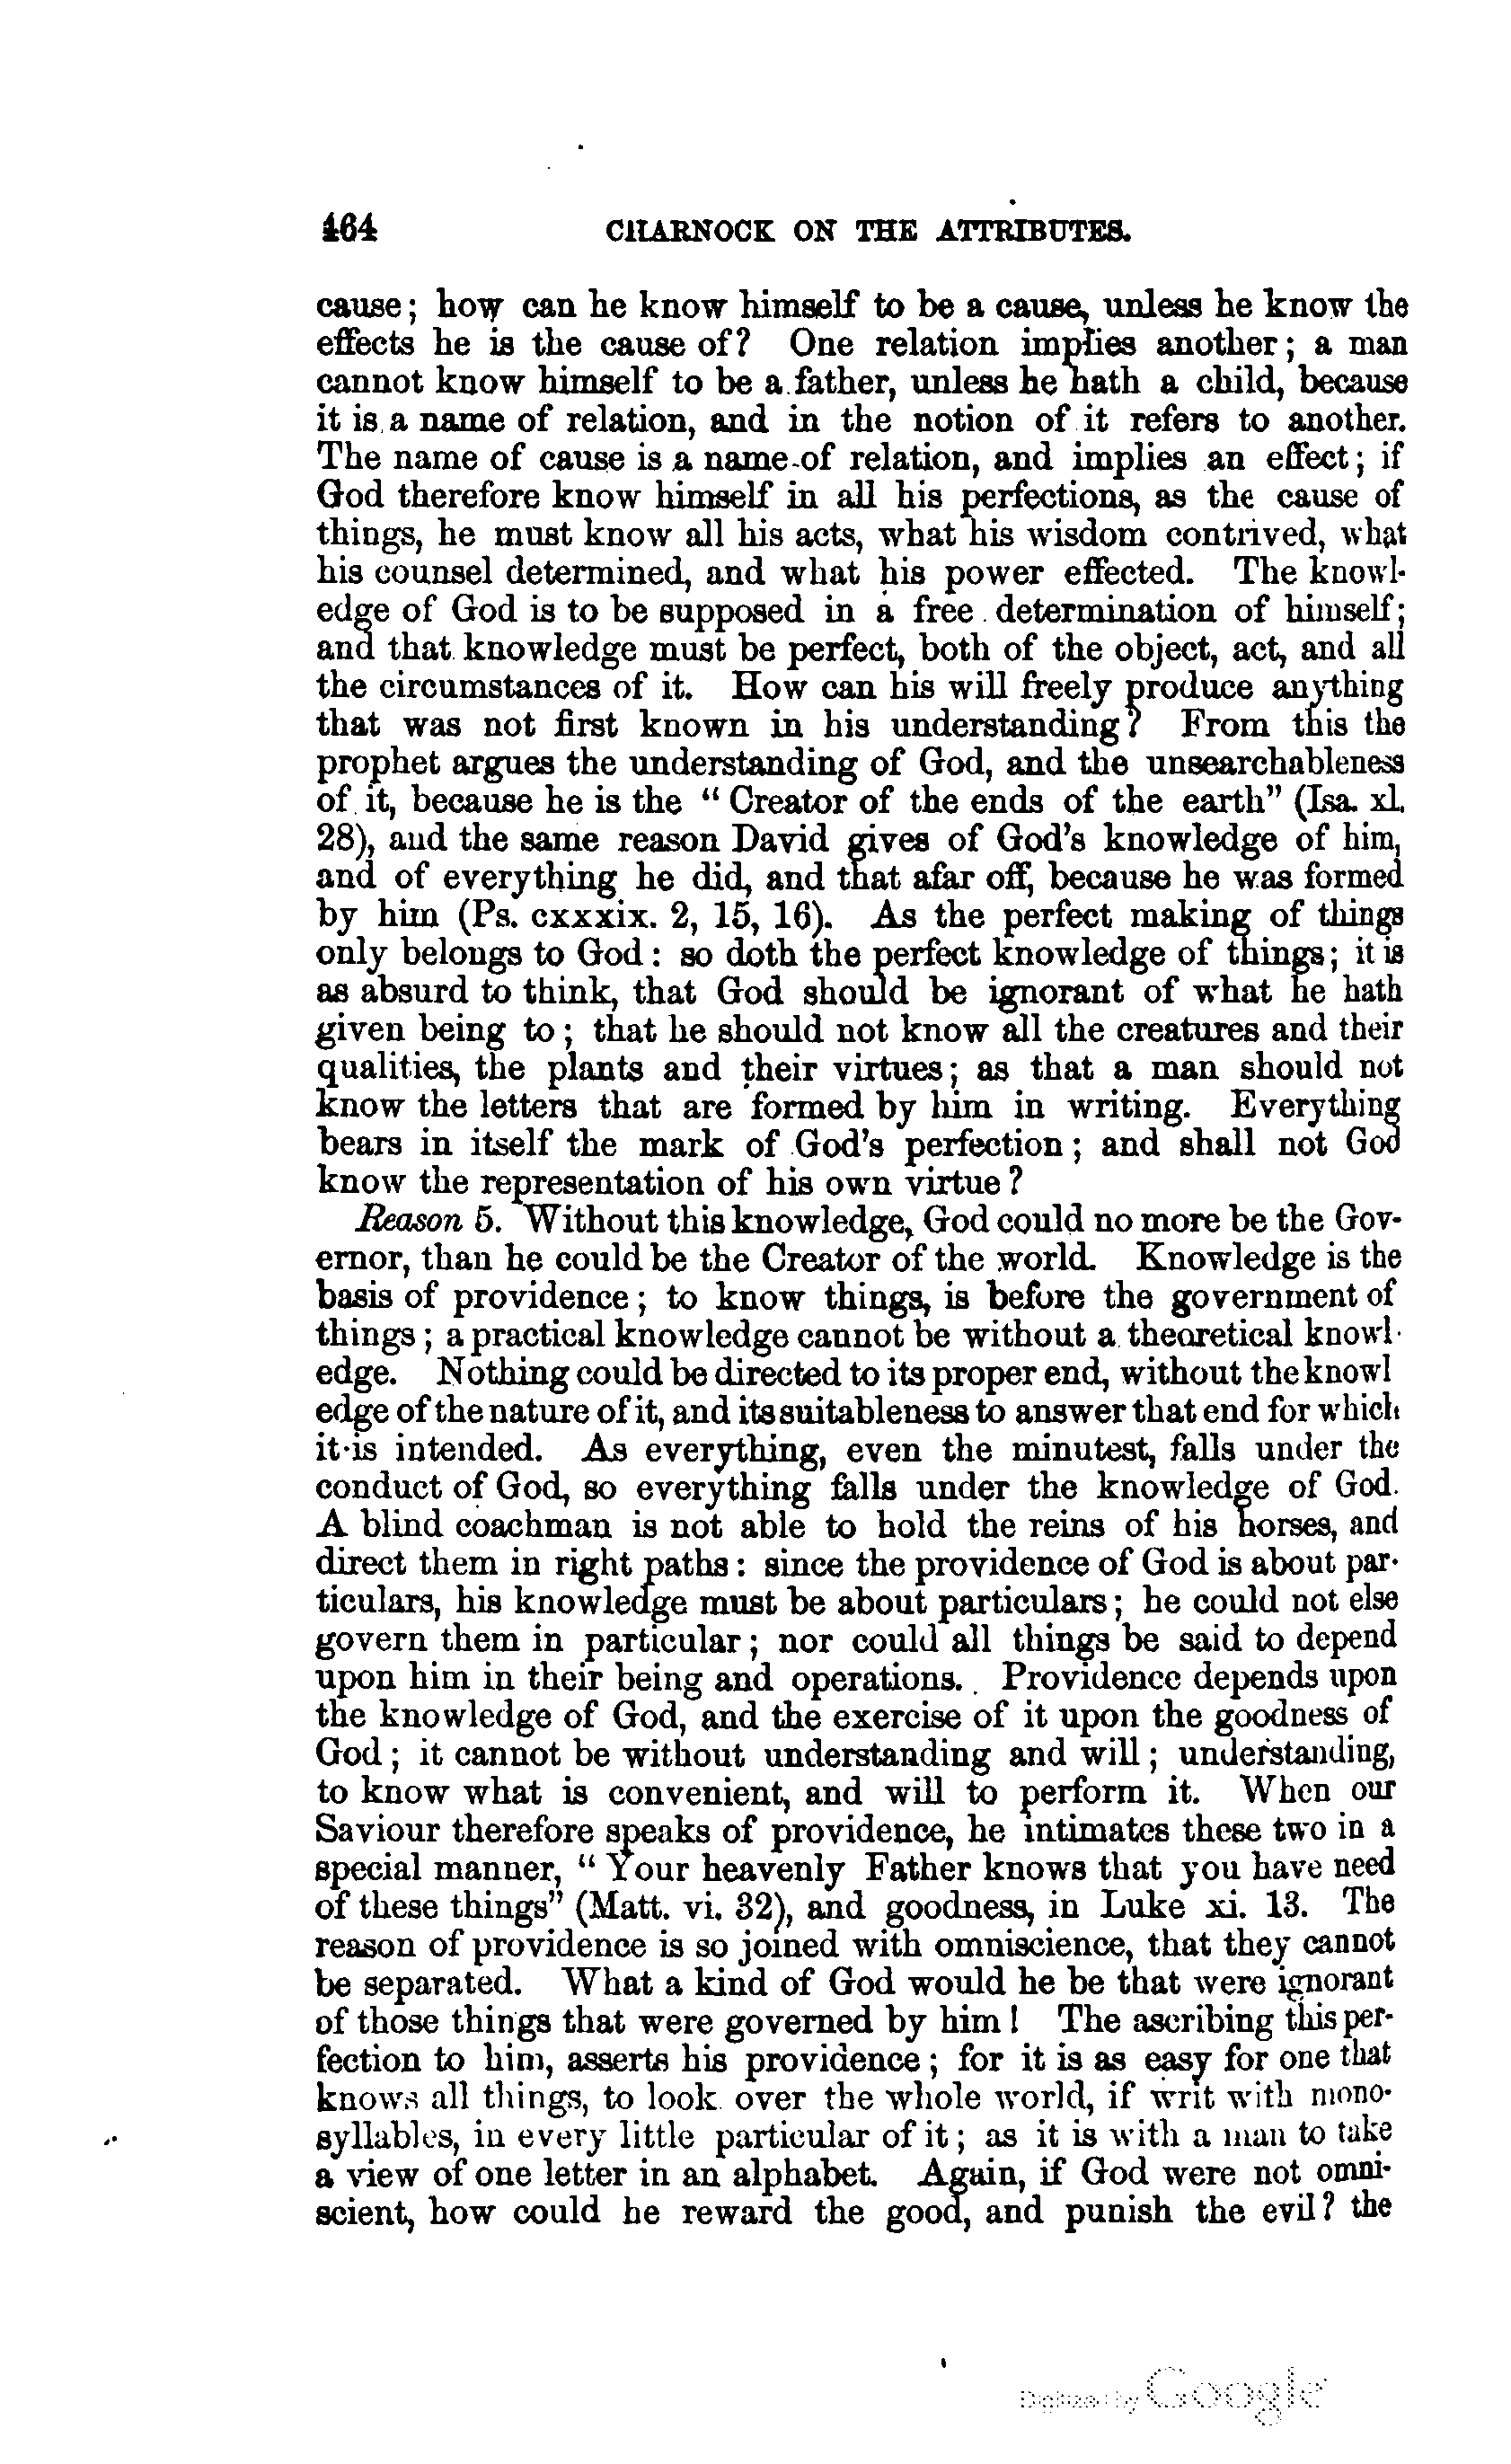 464 CHARNOCK ON THE ATTRIBUTES.
cause; how can he know himself to be a cause, unless he know the
effects he is the cause of? One relation implies another; a man
cannot know himself to be a father, unless he hath a child, because
it is a name of relation, and in the notion of it refers to another.
The name of cause is a name of relation, and implies an effect; if
God therefore know himself in all his perfections, as the cause of
things, he must know all his acts, what his wisdom contrived, what
his counsel determined, and what his power effected. The knowl-
edge of God is to be supposed in a free determination of himself;
and that knowledge must be perfect, both of the object, act, and all
the circumstances of it. How can his will freely produce anything
that was not first known in his understanding? From this the
prophet argues the understanding of God, and the unsearchableness
of it, because he is the "Creator of the ends of the earth" (Isa. xl.
28), and the same reason David gives of God's knowledge of him,
and of everything he did, and that afar off, because he was formed
by him (Ps. cxxxix. 2, 15, 16). As the perfect making of things
only belongs to God: so doth the perfect knowledge of things; it is
as absurd to think, that God should be ignorant of what he hath
given being to; that he should not know all the creatures and their
qualities, the plants and their virtues; as that a man should not
know the letters that are formed by him in writing. Everything
bears in itself the mark of God's perfection; and shall not God
know the representation of his own virtue?
Reason 5. Without this knowledge, God could no more be the Gov-
ernor, than he could be the Creator of the world. Knowledge is the
basis of providence; to know things, is before the government of
things; a practical knowledge cannot be without a theoretical knowl-
edge. Nothing could be directed to its proper end, without the knowl
edge of the nature of it, and its suitableness to answer that end for which
it is intended. As everything, even the minutest, falls under the
conduct of God, so everything falls under the knowledge of God.
A blind coachman is not able to hold the reins of his horses, and
direct them in right paths: since the providence of God is about par-
ticulars, his knowledge must be about particulars; he could not else
govern them in particular; nor could all things be said to depend
upon him in their being and operations. Providence depends upon
the knowledge of God, and the exercise of it upon the goodness of
God; it cannot be without understanding and will; understanding,
to know what is convenient, and will to perform it. When our
Saviour therefore speaks of providence, he intimates these two in a
special manner, "Your heavenly Father knows that you have need
of these things" (Matt. vi. 32), and goodness, in Luke xi. 13. The
reason of providence is so joined with omniscience, that they cannot
be separated. What a kind of God would he be that were ignorant
of those things that were governed by him! The ascribing this per-
fection to him, asserts his providence; for it is as easy for one that
knows all things, to look over the whole world, if writ with mono-
syllables, in every little particular of it; as it is with a man to take
a view of one letter in an alphabet. Again, if God were not omni-
scient, how could he reward the good, and punish the evil? the
Digitized by Google